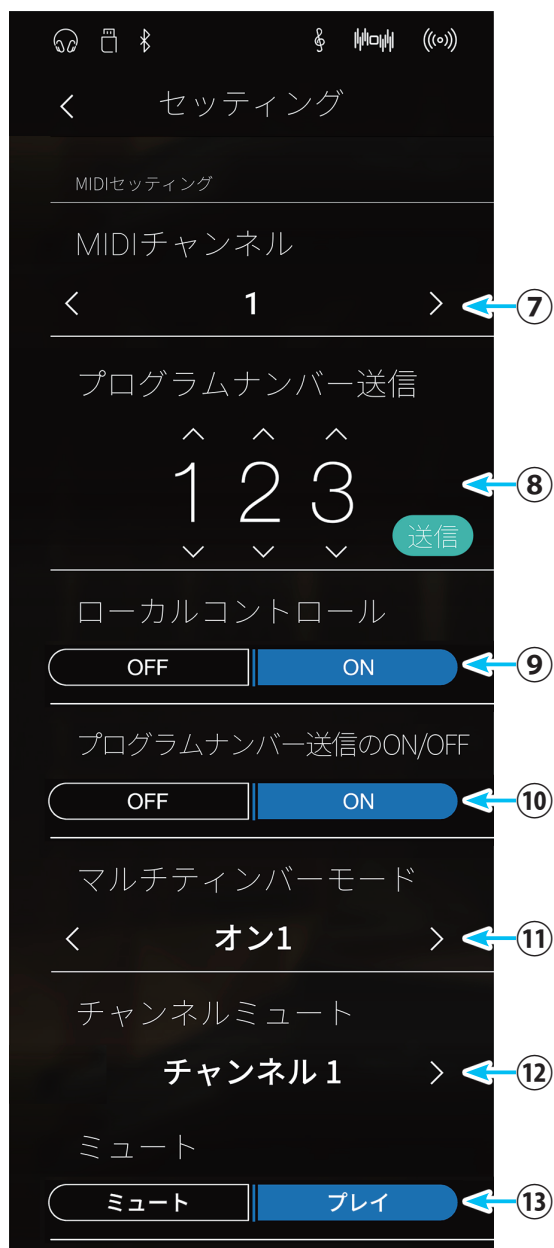 セッティング
MIDIセッティング
MIDIチャンネル
1
⑦
プログラムナンバー送信
1 2 3
⑧
送信
ローカルコントロール
OFF ON
⑨
プログラムナンバー送信のON/OFF
OFF ON
⑩
マルチティンバーモード
オン1
⑪
チャンネルミュート
チャンネル 1
⑫
ミュート
ミュート プレイ
⑬